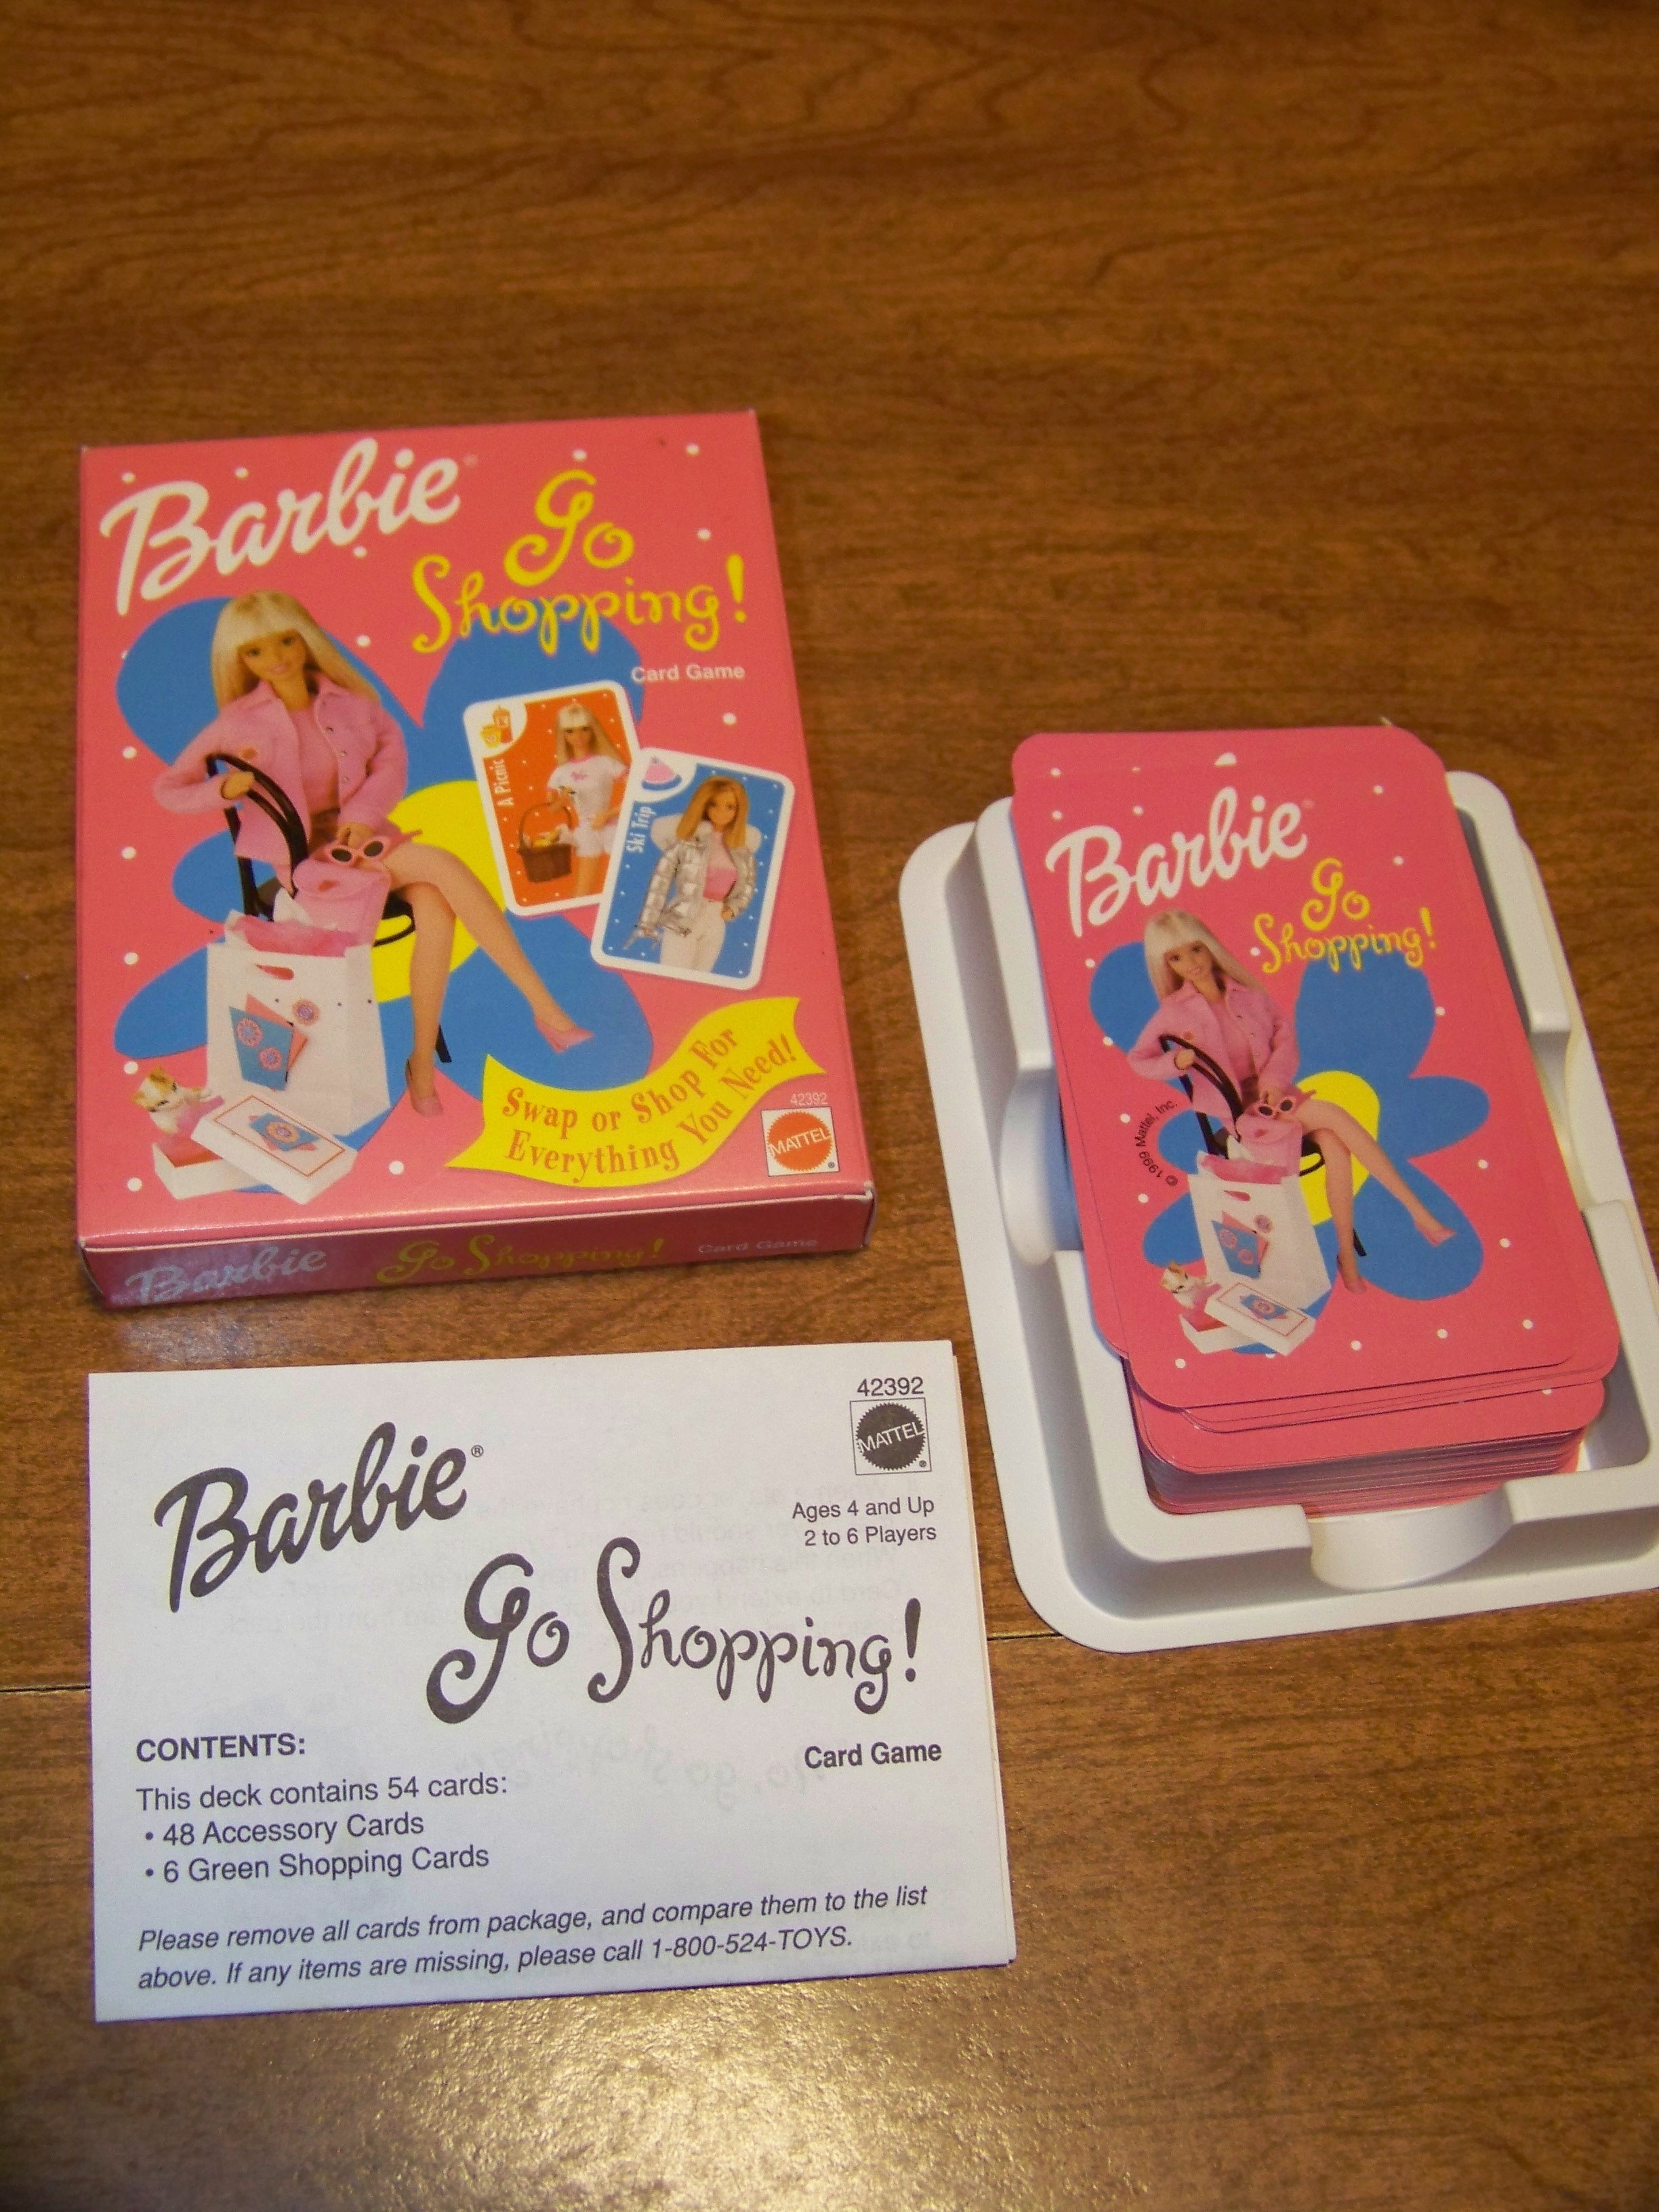 Barbie®
Go
Shopping!
Card Game
A Picnic
Ski Trip
Swap or Shop For
Everything You Need!
42392
MATTEL®
Barbie Go Shopping! Card Game
Barbie
Go
Shopping!
© 1996 Mattel, Inc.
42392
MATTEL®
Barbie®
Ages 4 and Up
2 to 6 Players
Go Shopping!
Card Game
CONTENTS:
This deck contains 54 cards:
• 48 Accessory Cards
• 6 Green Shopping Cards
Please remove all cards from package, and compare them to the list
above. If any items are missing, please call 1-800-524-TOYS.